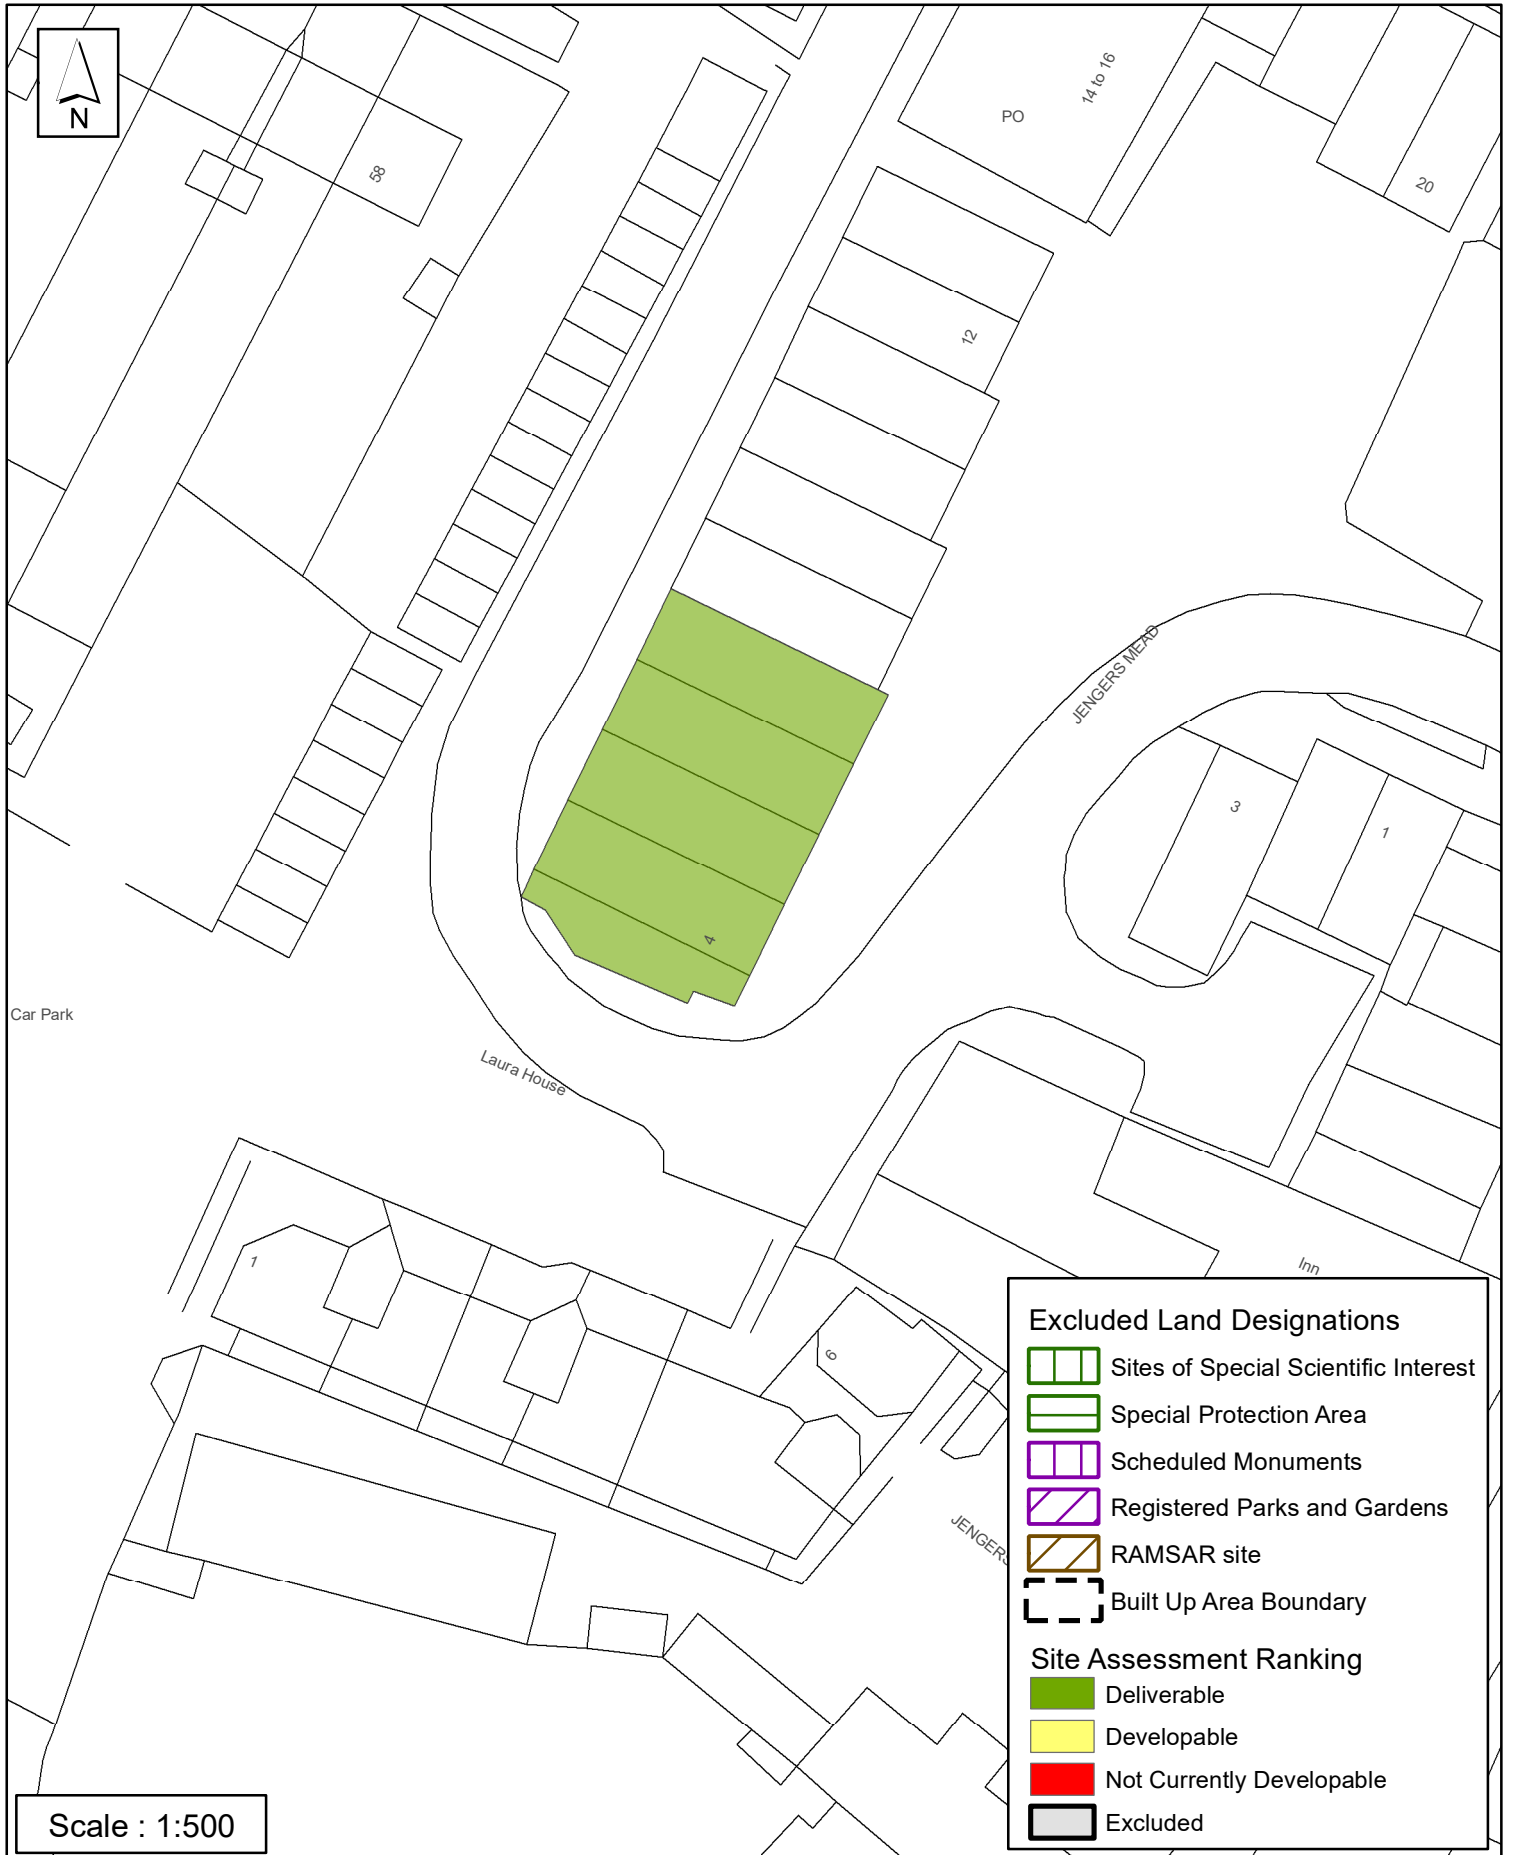 N
58
PO
14 to 16
20
12
JENGERS MEAD
3
1
4
Car Park
Laura House
1
6
Inn
JENGERS
Excluded Land Designations
Sites of Special Scientific Interest
Special Protection Area
Scheduled Monuments
Registered Parks and Gardens
RAMSAR site
Built Up Area Boundary
Site Assessment Ranking
Deliverable
Developable
Not Currently Developable
Excluded
Scale : 1:500